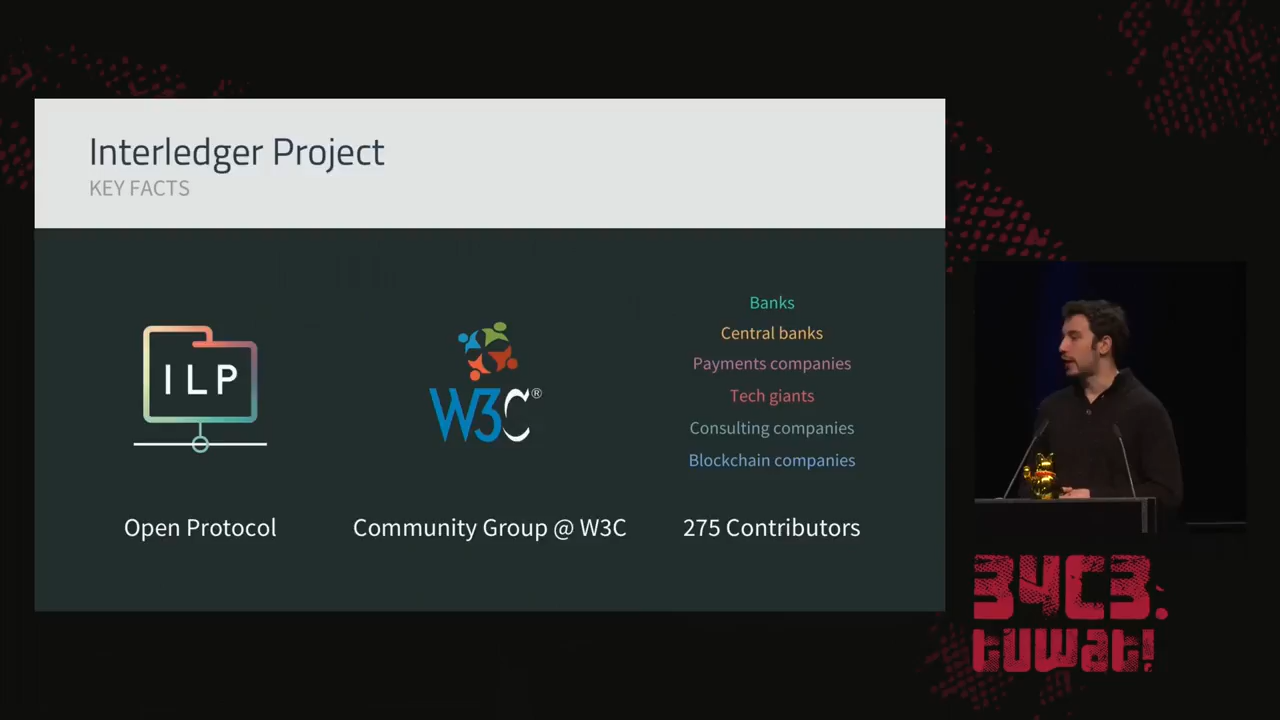 Interledger Project
KEY FACTS
ILP
Open Protocol
W3C®
Community Group @ W3C
Banks
Central banks
Payments companies
Tech giants
Consulting companies
Blockchain companies
275 Contributors
34C3.
tuwat!